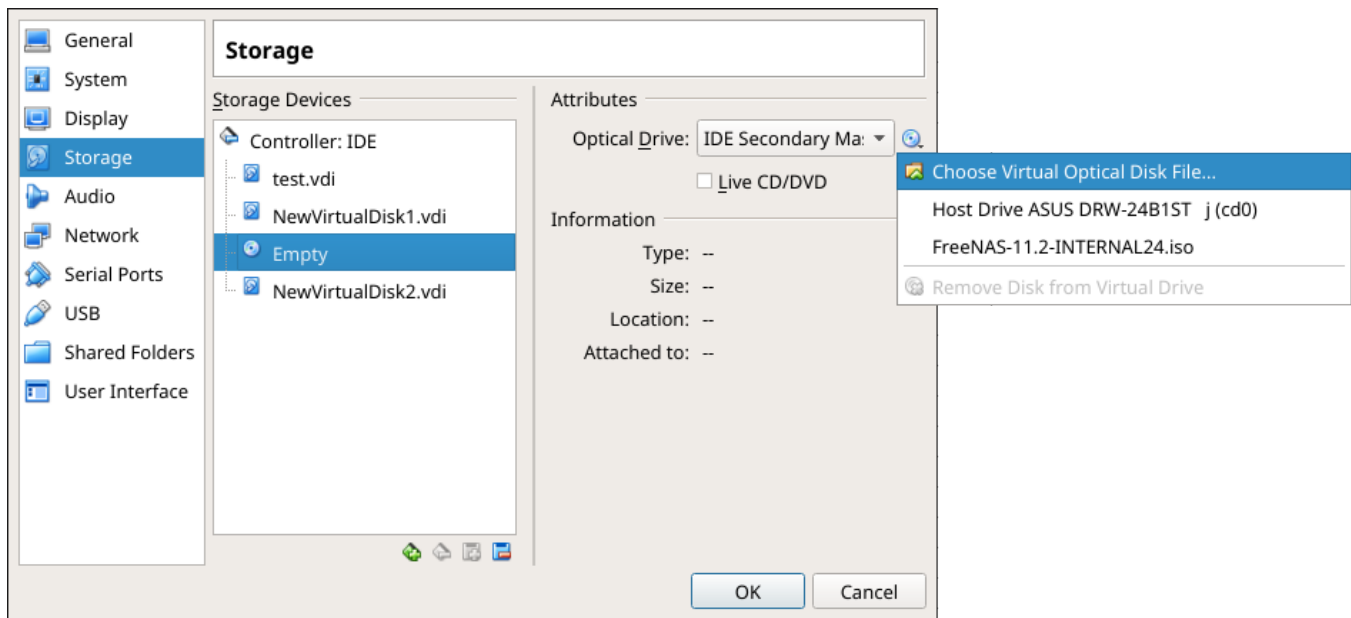 General
System
Display
Storage
Audio
Network
Serial Ports
USB
Shared Folders
User Interface
Storage
Storage Devices
Controller: IDE
test.vdi
NewVirtualDisk1.vdi
Empty
NewVirtualDisk2.vdi
Attributes
Optical Drive: IDE Secondary Ma:
Live CD/DVD
Information
Type: --
Size: --
Location: --
Attached to: --
Choose Virtual Optical Disk File...
Host Drive ASUS DRW-24B1ST j (cd0)
FreeNAS-11.2-INTERNAL24.iso
Remove Disk from Virtual Drive
OK Cancel